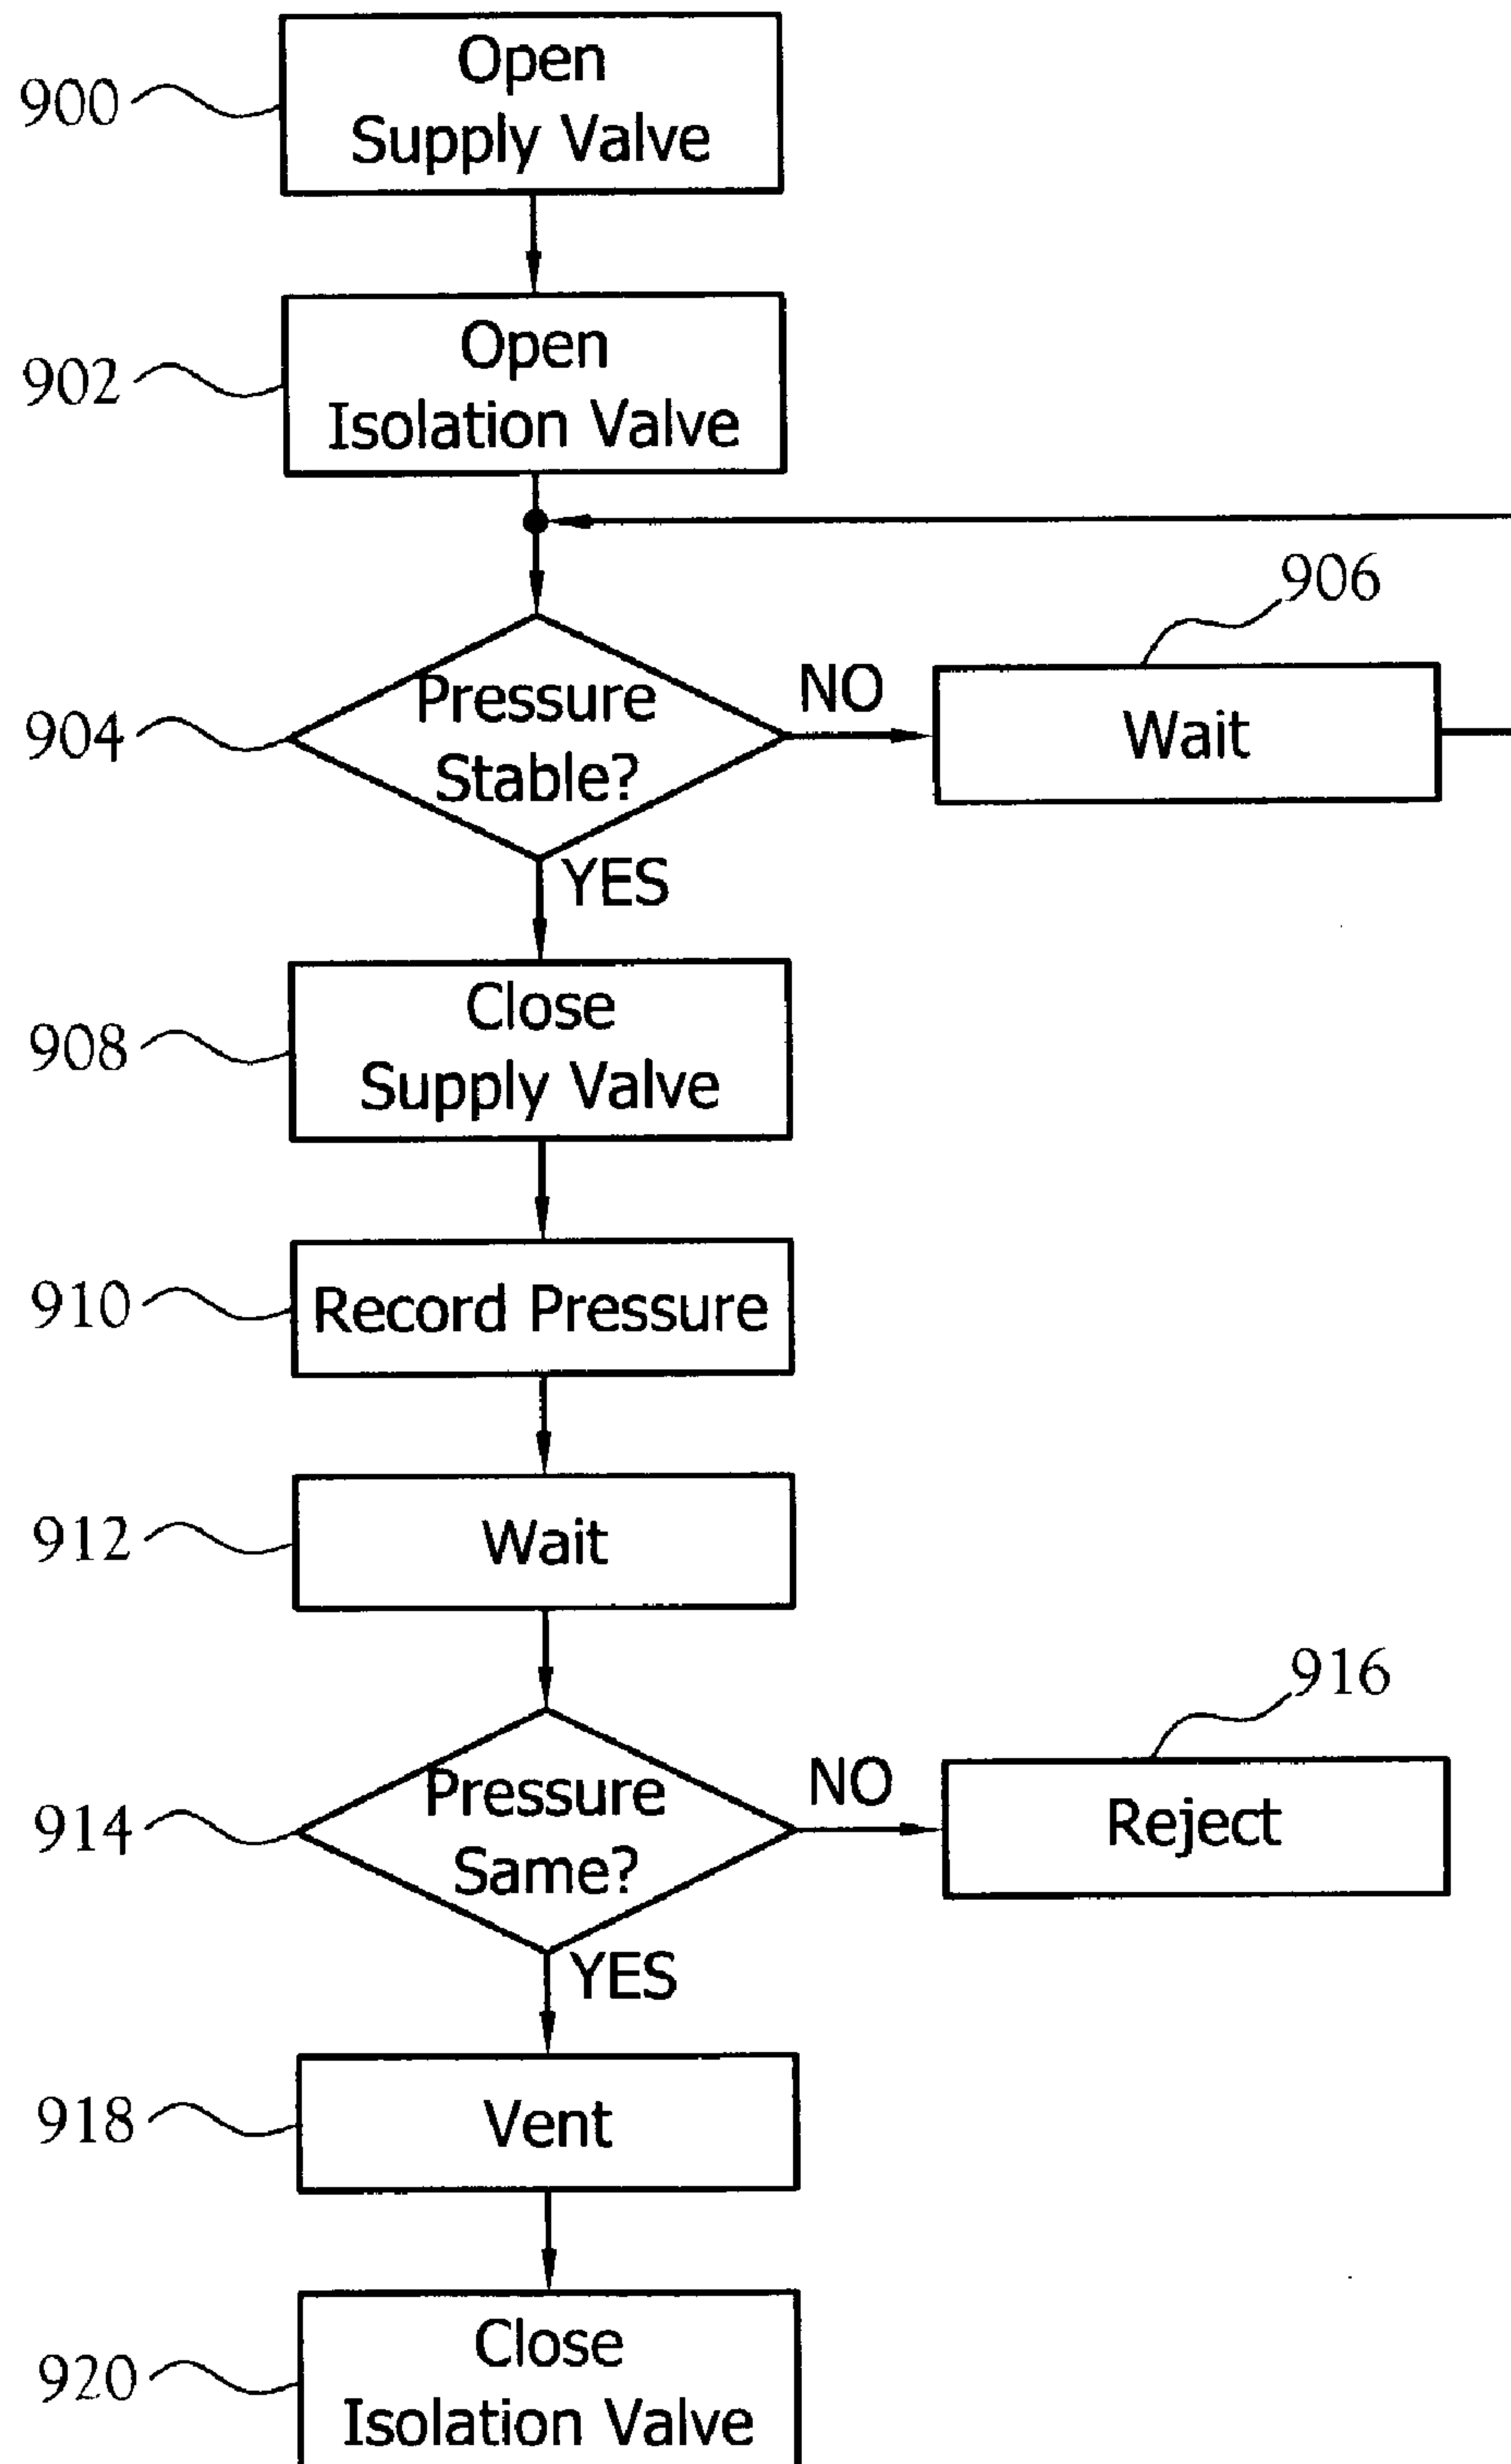 Open
Supply Valve
900
Open
Isolation Valve
902
906
Pressure
Stable?
904
NO
Wait
YES
Close
Supply Valve
908
Record Pressure
910
Wait
912
916
Pressure
Same?
914
NO
Reject
YES
Vent
918
Close
Isolation Valve
920